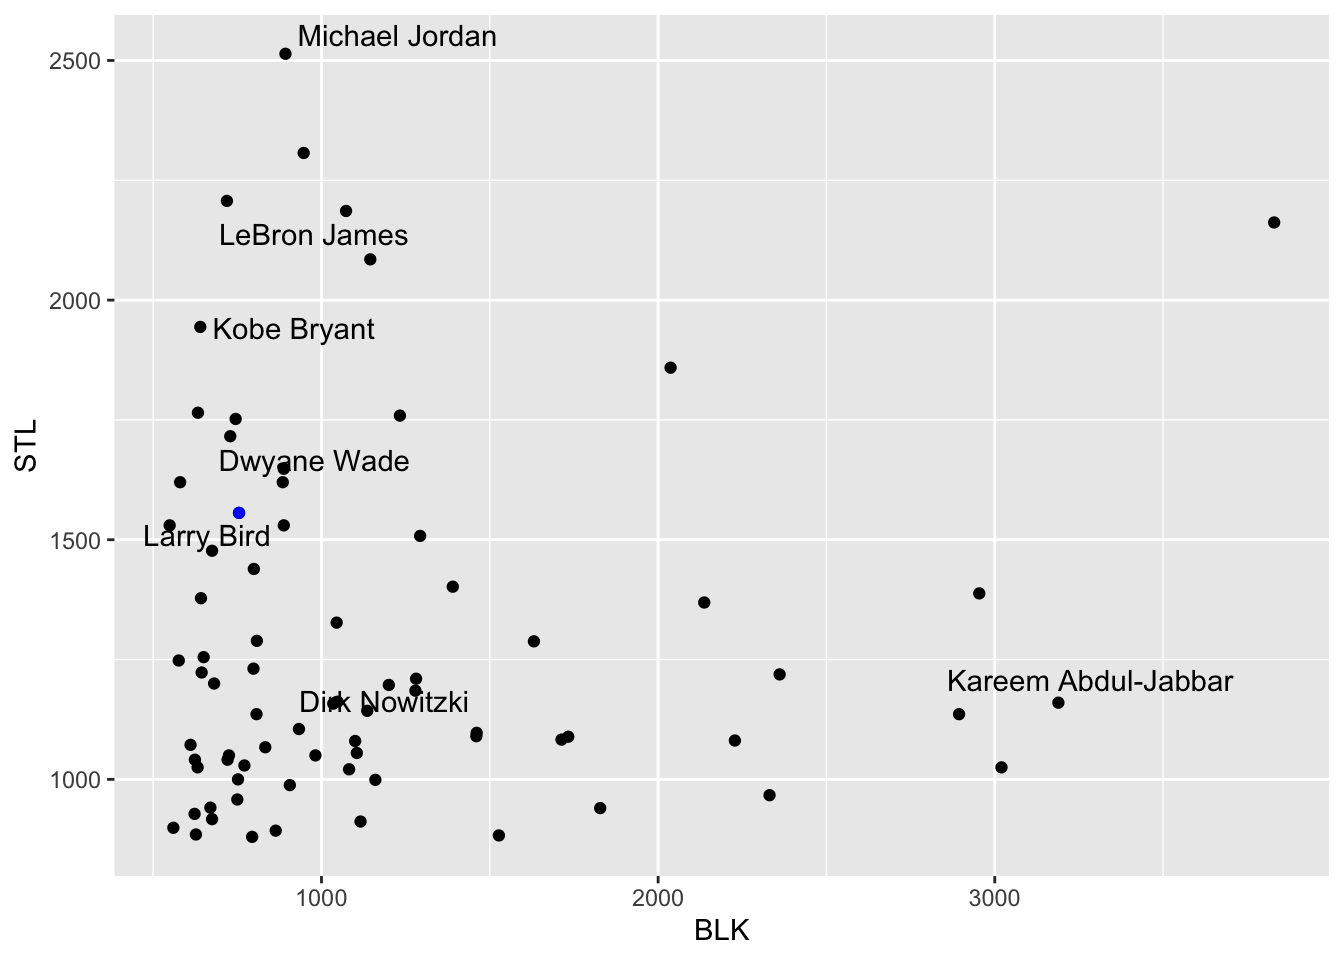 Michael Jordan
2500
LeBron James
2000
Kobe Bryant
STL
Dwyane Wade
Larry Bird
1500
Kareem Abdul-Jabbar
Dirk Nowitzki
1000
1000 2000 3000
BLK